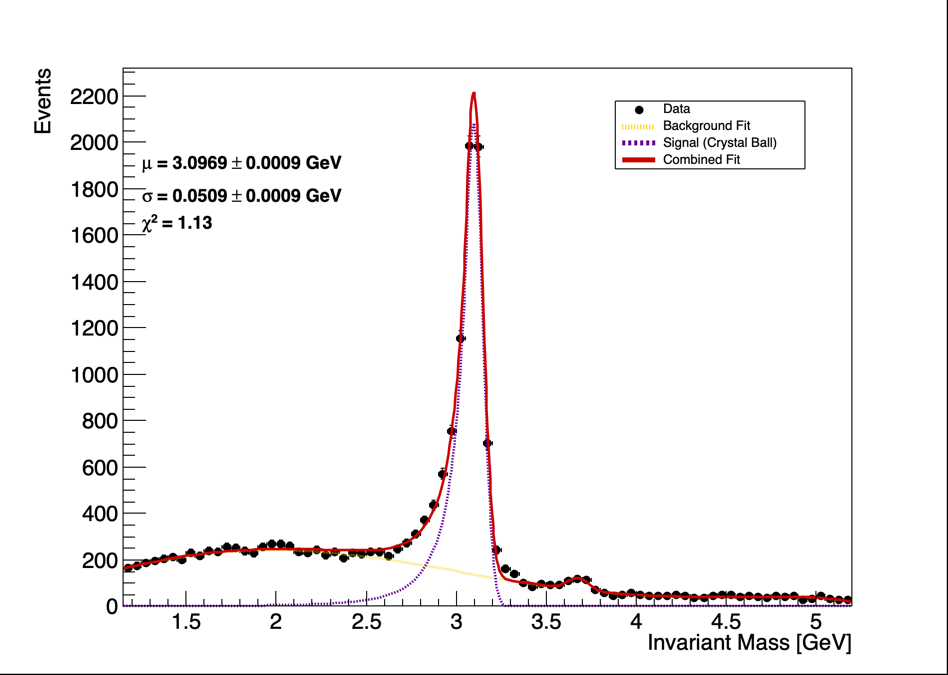 Events
2200
2000
1800
1600
1400
1200
1000
800
600
400
200
0
μ = 3.0969 ± 0.0009 GeV
σ = 0.0509 ± 0.0009 GeV
χ² = 1.13
Data
Background Fit
Signal (Crystal Ball)
Combined Fit
1.5 2 2.5 3 3.5 4 4.5 5
Invariant Mass [GeV]